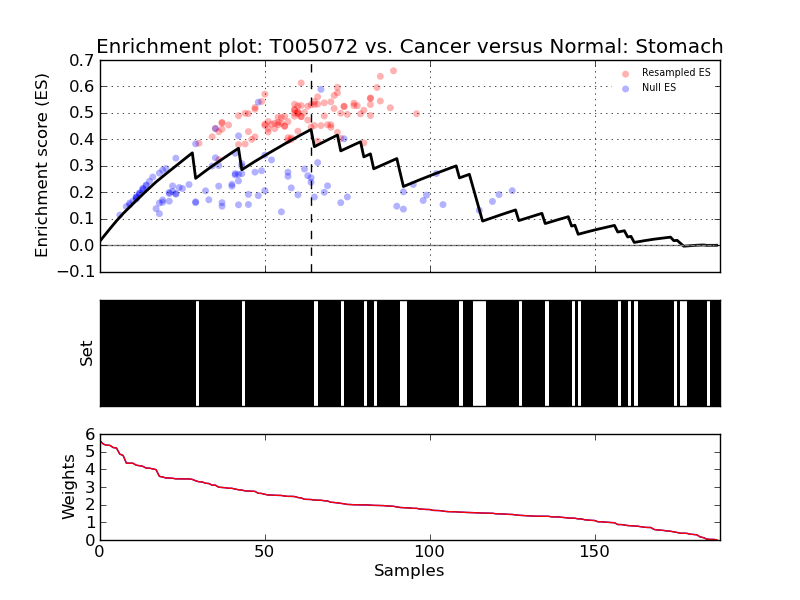 Enrichment plot: T005072 vs. Cancer versus Normal: Stomach
0.7
0.6
0.5
0.4
0.3
0.2
0.1
0.0
−0.1
Enrichment score (ES)
Resampled ES
Null ES
Set
6
5
4
3
2
1
0
Weights
0
50
100
150
Samples